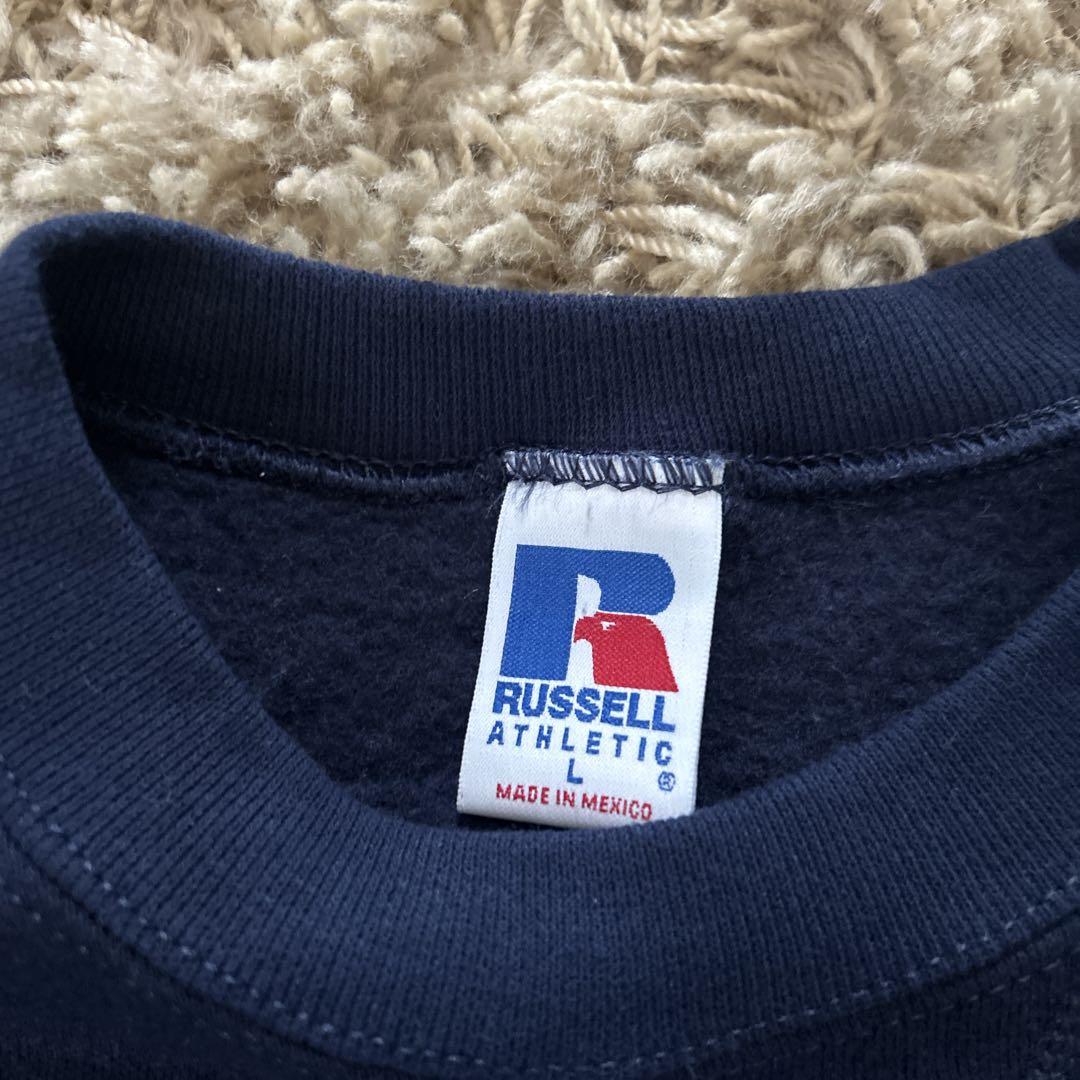 R
RUSSELL
ATHLETIC
L ®
MADE IN MEXICO